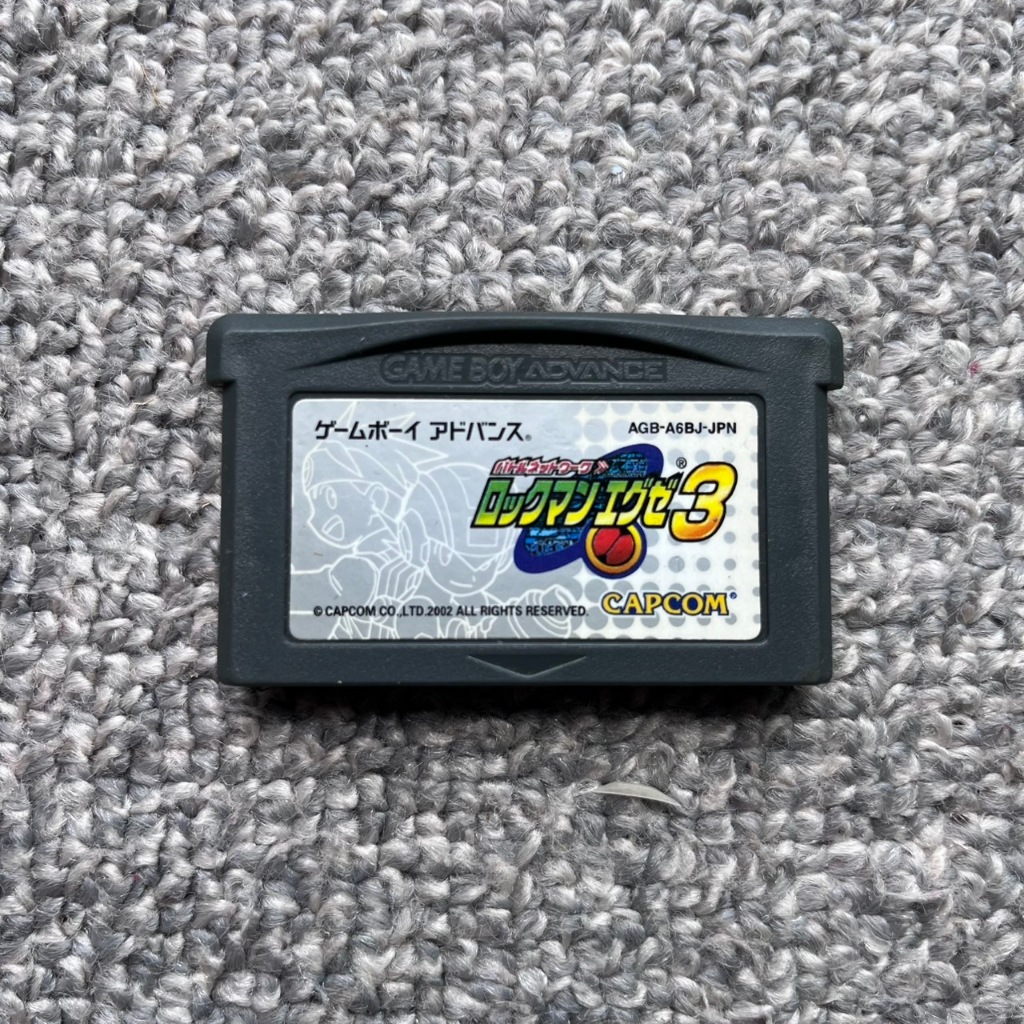 GAME BOY ADVANCE
ゲームボーイ アドバンス®
AGB-A6BJ-JPN
バトルネットワーク
ロックマンエグゼ3®
© CAPCOM CO.,LTD.2002 ALL RIGHTS RESERVED.
CAPCOM®